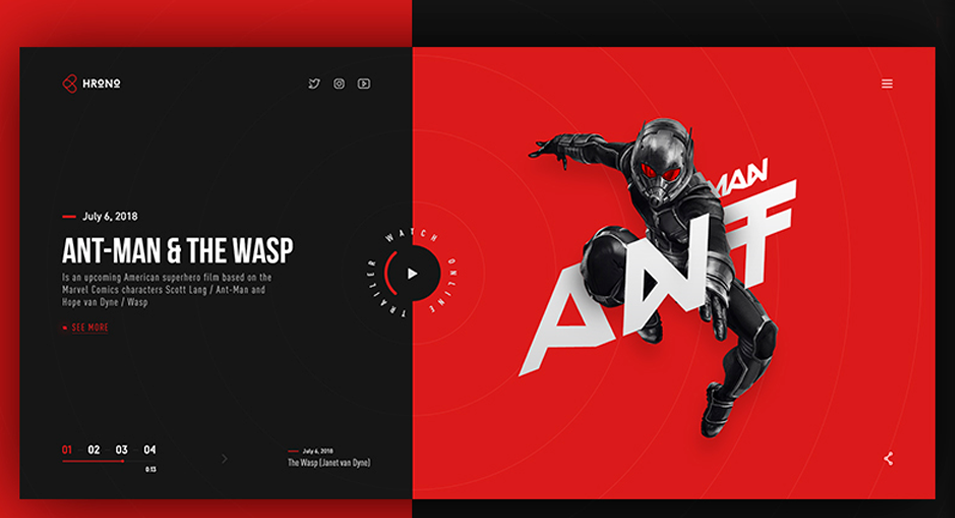 HRONO
July 6, 2018
ANT-MAN & THE WASP
Is an upcoming American superhero film based on the
Marvel Comics characters Scott Lang / Ant-Man and
Hope van Dyne / Wasp
SEE MORE
WATCH ONLINE TRAILER
MAN
ANT
01 02 03 04
0:13
July 6, 2018
The Wasp (Janet van Dyne)